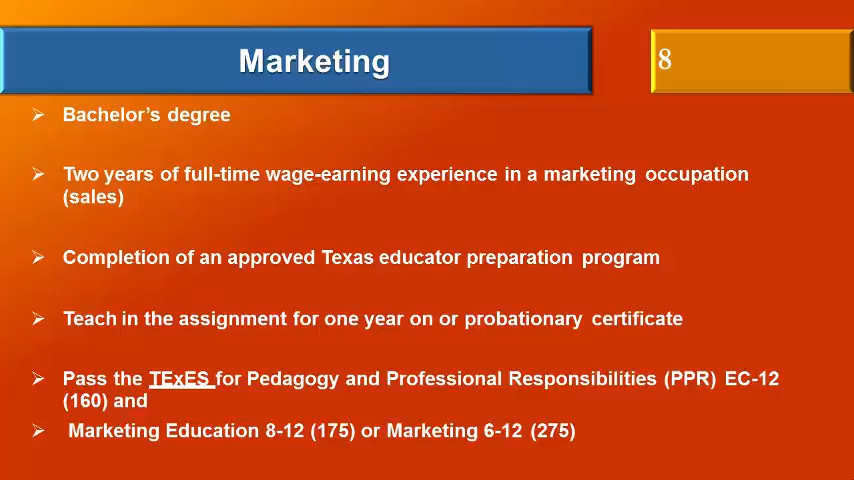 Marketing
8
➢ Bachelor's degree
➢ Two years of full-time wage-earning experience in a marketing occupation
(sales)
➢ Completion of an approved Texas educator preparation program
➢ Teach in the assignment for one year on or probationary certificate
➢ Pass the TExES for Pedagogy and Professional Responsibilities (PPR) EC-12
(160) and
➢ Marketing Education 8-12 (175) or Marketing 6-12 (275)